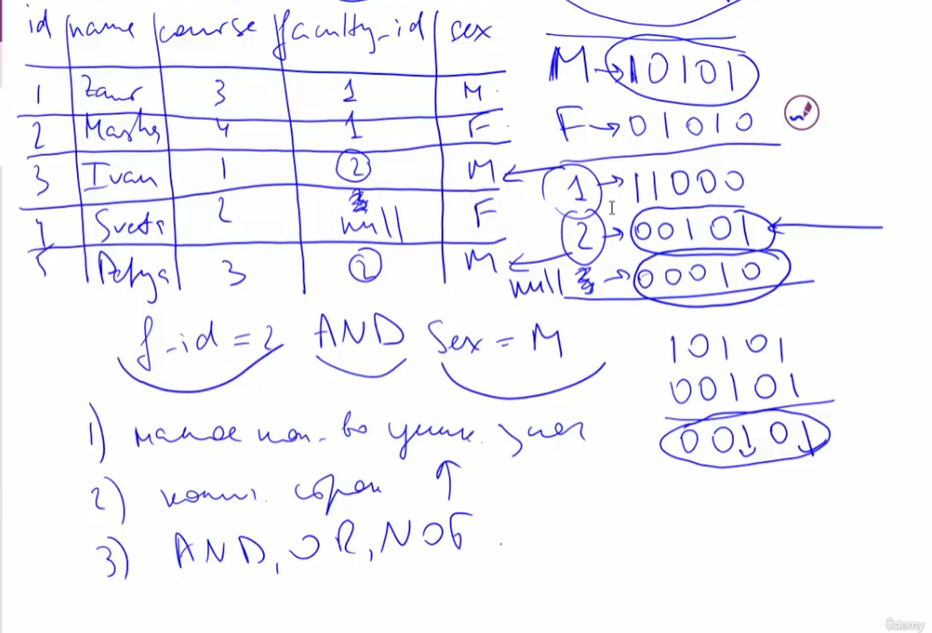 id name course faculty_id sex
1 Zaur 3 1 M
2 Masha 4 1 F
3 Ivan 1 2 M
4 Sveta 2 null F
5 Petya 3 2 M
M → 10101
F → 01010
1 → 11000
2 → 00101
null → 00010
f_id = 2 AND Sex = M
10101
00101
00101
1) малое кол-во уник. знач
2) колич. строк ↑
3) AND, OR, NOT
ûdemy